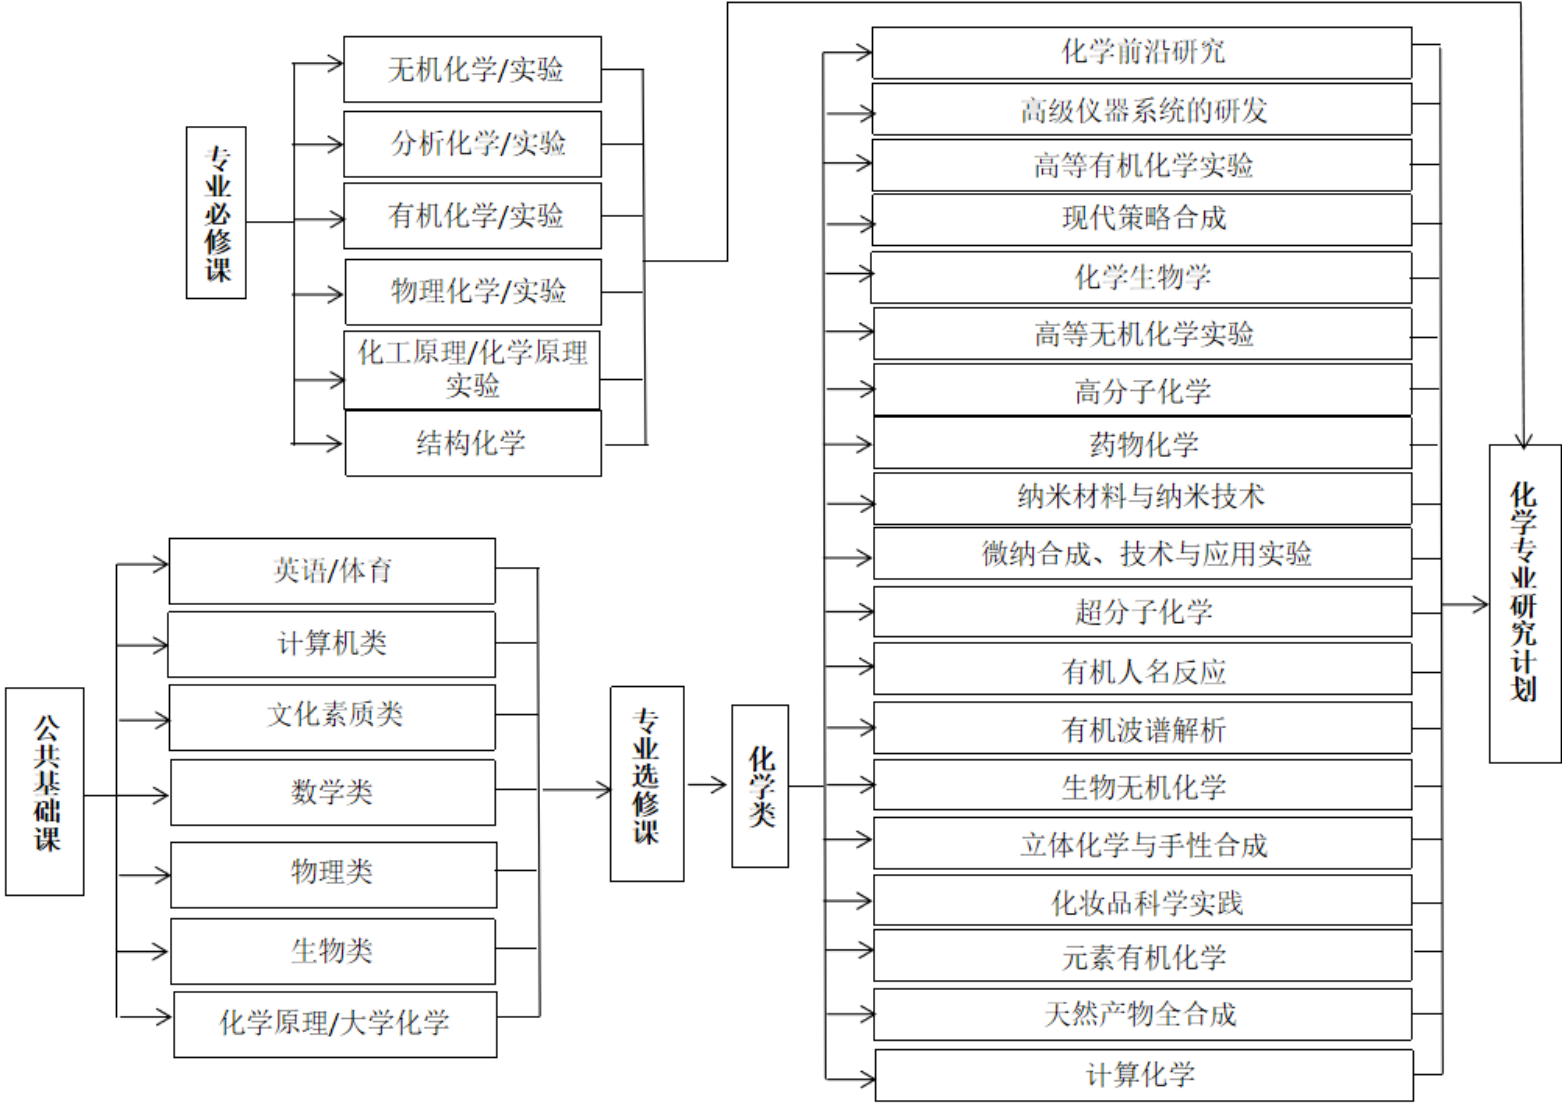 专业必修课
无机化学/实验
分析化学/实验
有机化学/实验
物理化学/实验
化工原理/化学原理
实验
结构化学
公共基础课
英语/体育
计算机类
文化素质类
数学类
物理类
生物类
化学原理/大学化学
专业选修课
化学类
化学前沿研究
高级仪器系统的研发
高等有机化学实验
现代策略合成
化学生物学
高等无机化学实验
高分子化学
药物化学
纳米材料与纳米技术
微纳合成、技术与应用实验
超分子化学
有机人名反应
有机波谱解析
生物无机化学
立体化学与手性合成
化妆品科学实践
元素有机化学
天然产物全合成
计算化学
化学专业研究计划